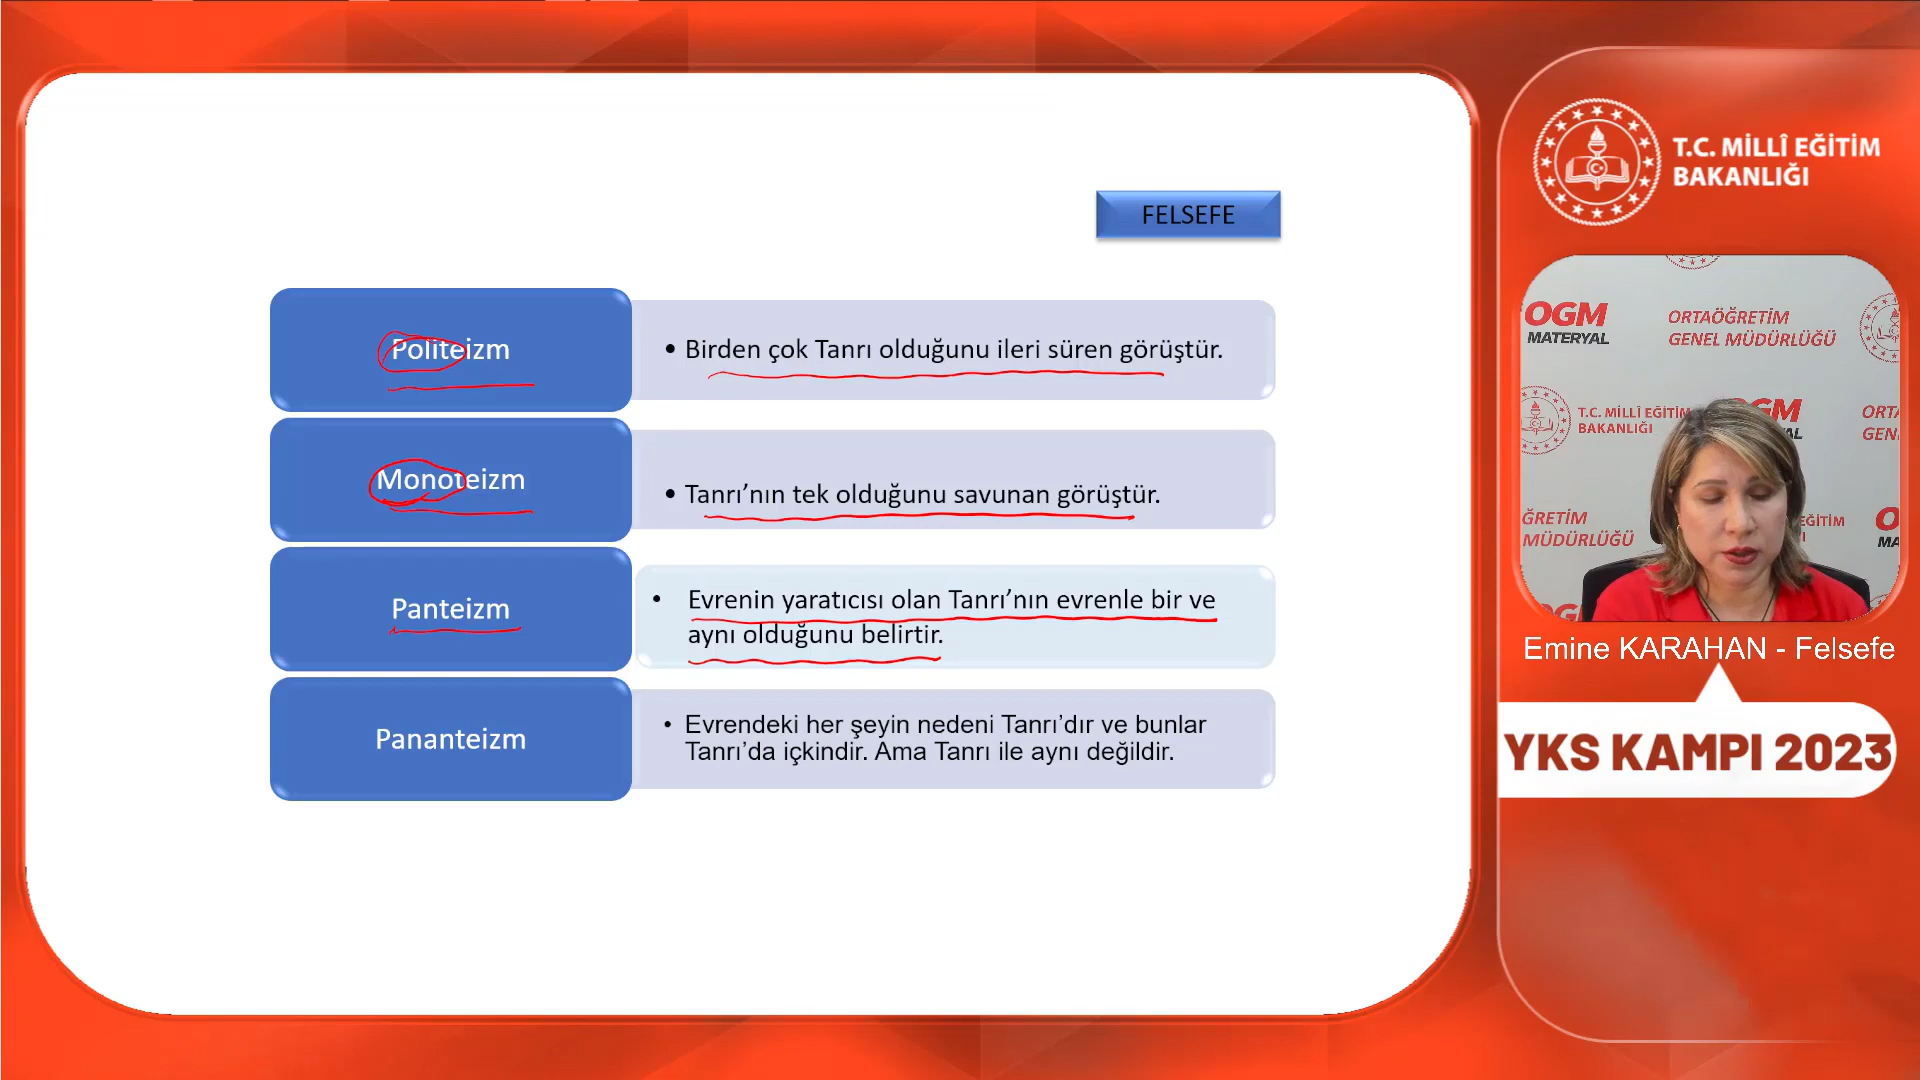 FELSEFE
Politeizm
• Birden çok Tanrı olduğunu ileri süren görüştür.
Monoteizm
• Tanrı’nın tek olduğunu savunan görüştür.
Panteizm
• Evrenin yaratıcısı olan Tanrı’nın evrenle bir ve
aynı olduğunu belirtir.
Pananteizm
• Evrendeki her şeyin nedeni Tanrı’dır ve bunlar
Tanrı’da içkindir. Ama Tanrı ile aynı değildir.
T.C. MİLLÎ EĞİTİM
BAKANLIĞI
OGM
MATERYAL
ORTAÖĞRETİM
GENEL MÜDÜRLÜĞÜ
T.C. MİLLÎ EĞİTİM
BAKANLIĞI
ĞRETİM
MÜDÜRLÜĞÜ
Emine KARAHAN - Felsefe
YKS KAMPI 2023